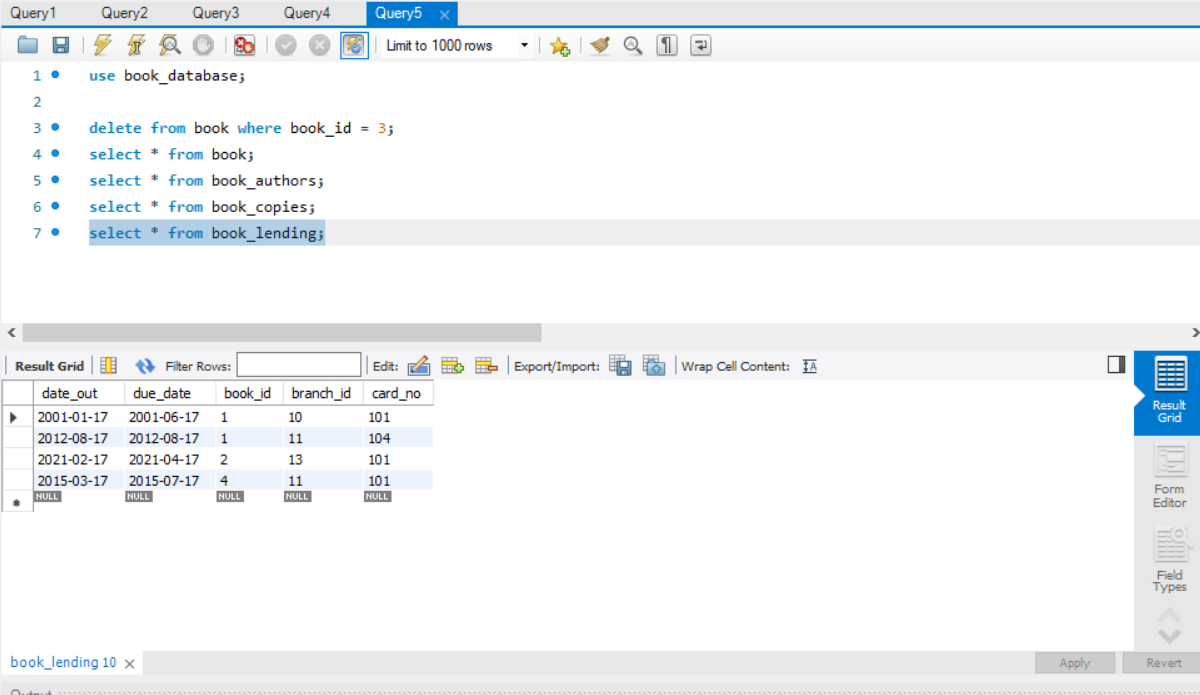 Query1 Query2 Query3 Query4 Query5
Limit to 1000 rows
1 use book_database;
2
3 delete from book where book_id = 3;
4 select * from book;
5 select * from book_authors;
6 select * from book_copies;
7 select * from book_lending;
Result Grid Filter Rows: Edit: Export/Import: Wrap Cell Content:
date_out due_date book_id branch_id card_no
2001-01-17 2001-06-17 1 10 101
2012-08-17 2012-08-17 1 11 104
2021-02-17 2021-04-17 2 13 101
2015-03-17 2015-07-17 4 11 101
NULL NULL NULL NULL NULL
Result
Grid
Form
Editor
Field
Types
book_lending 10
Apply Revert
Output